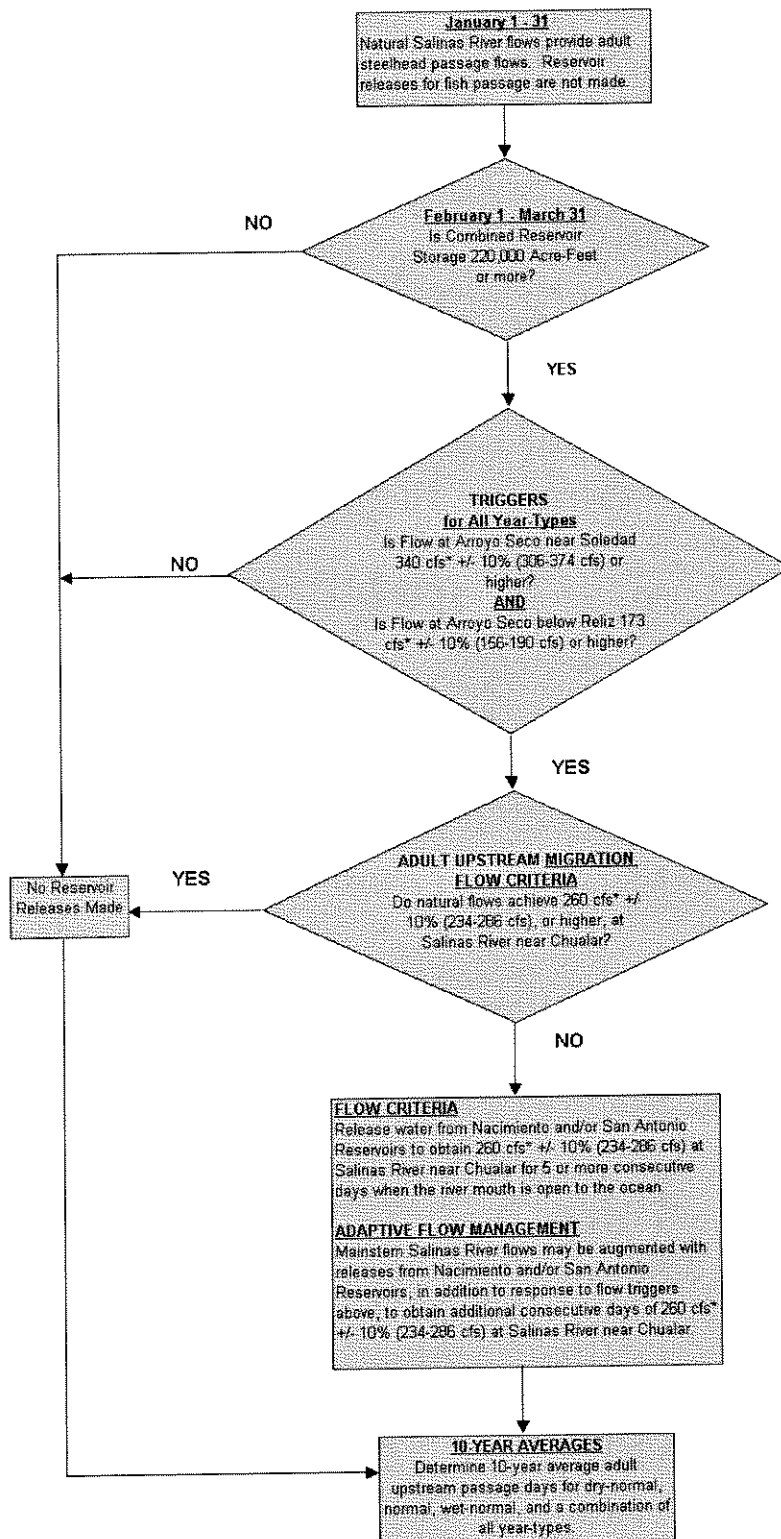 January 1 - 31
Natural Salinas River flows provide adult
steelhead passage flows. Reservoir
releases for fish passage are not made.
NO
February 1 - March 31
Is Combined Reservoir
Storage 220,000 Acre-Feet
or more?
YES
TRIGGERS
for All Year-Types
Is Flow at Arroyo Seco near Soledad
340 cfs* +/- 10% (306-374 cfs) or
higher?
AND
Is Flow at Arroyo Seco below Reliz 173
cfs* +/- 10% (156-190 cfs) or higher?
NO
YES
ADULT UPSTREAM MIGRATION
FLOW CRITERIA
Do natural flows achieve 260 cfs* +/
10% (234-286 cfs), or higher, at
Salinas River near Chualar?
YES
No Reservoir
Releases Made
NO
FLOW CRITERIA
Release water from Nacimiento and/or San Antonio
Reservoirs to obtain 260 cfs* +/- 10% (234-286 cfs) at
Salinas River near Chualar for 5 or more consecutive
days when the river mouth is open to the ocean
ADAPTIVE FLOW MANAGEMENT
Mainstem Salinas River flows may be augmented with
releases from Nacimiento and/or San Antonio
Reservoirs, in addition to response to flow triggers
above, to obtain additional consecutive days of 260 cfs*
+/- 10% (234-286 cfs) at Salinas River near Chualar
10-YEAR AVERAGES
Determine 10-year average adult
upstream passage days for dry-normal,
normal, wet-normal, and a combination of
all year-types.